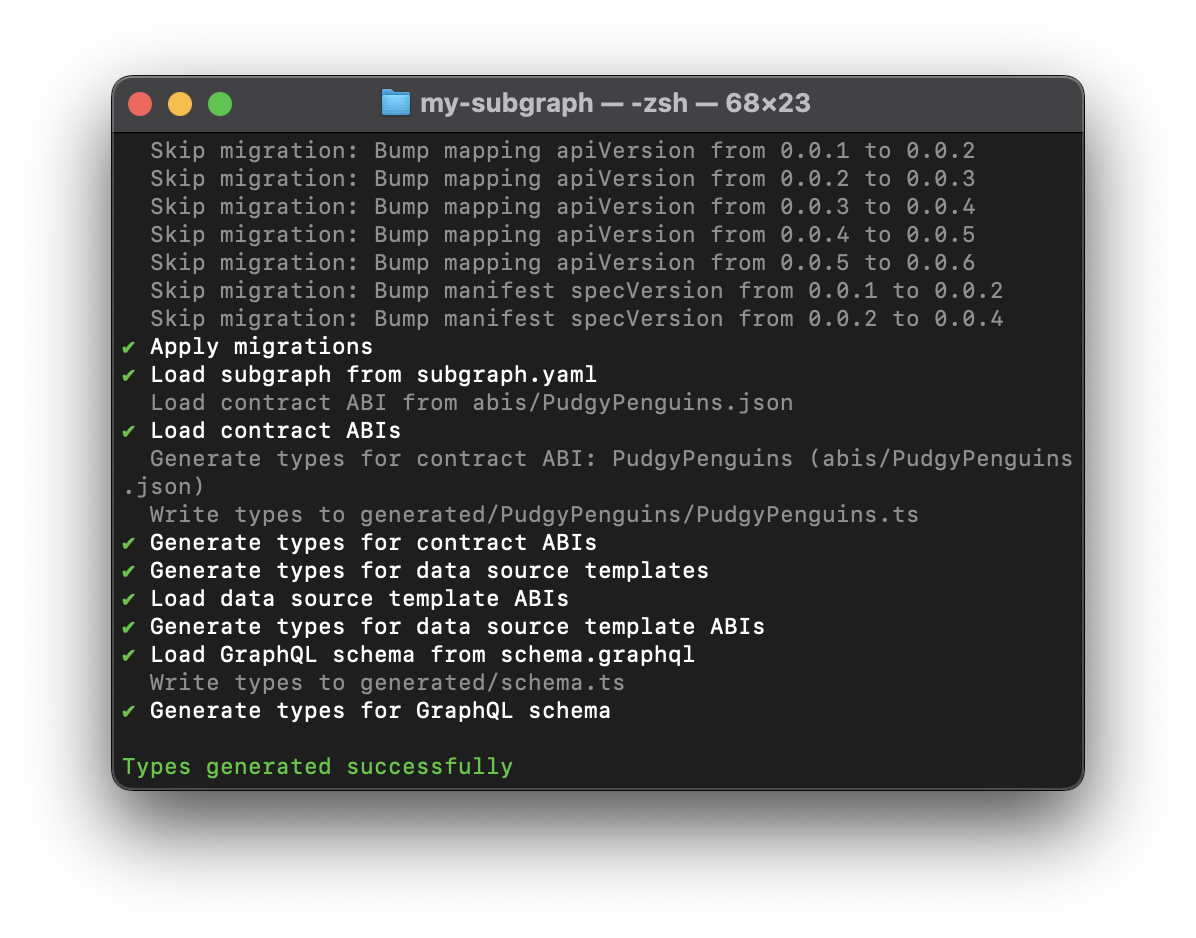 my-subgraph — -zsh — 68×23
Skip migration: Bump mapping apiVersion from 0.0.1 to 0.0.2
Skip migration: Bump mapping apiVersion from 0.0.2 to 0.0.3
Skip migration: Bump mapping apiVersion from 0.0.3 to 0.0.4
Skip migration: Bump mapping apiVersion from 0.0.4 to 0.0.5
Skip migration: Bump mapping apiVersion from 0.0.5 to 0.0.6
Skip migration: Bump manifest specVersion from 0.0.1 to 0.0.2
Skip migration: Bump manifest specVersion from 0.0.2 to 0.0.4
✔ Apply migrations
✔ Load subgraph from subgraph.yaml
Load contract ABI from abis/PudgyPenguins.json
✔ Load contract ABIs
Generate types for contract ABI: PudgyPenguins (abis/PudgyPenguins
.json)
Write types to generated/PudgyPenguins/PudgyPenguins.ts
✔ Generate types for contract ABIs
✔ Generate types for data source templates
✔ Load data source template ABIs
✔ Generate types for data source template ABIs
✔ Load GraphQL schema from schema.graphql
Write types to generated/schema.ts
✔ Generate types for GraphQL schema
Types generated successfully